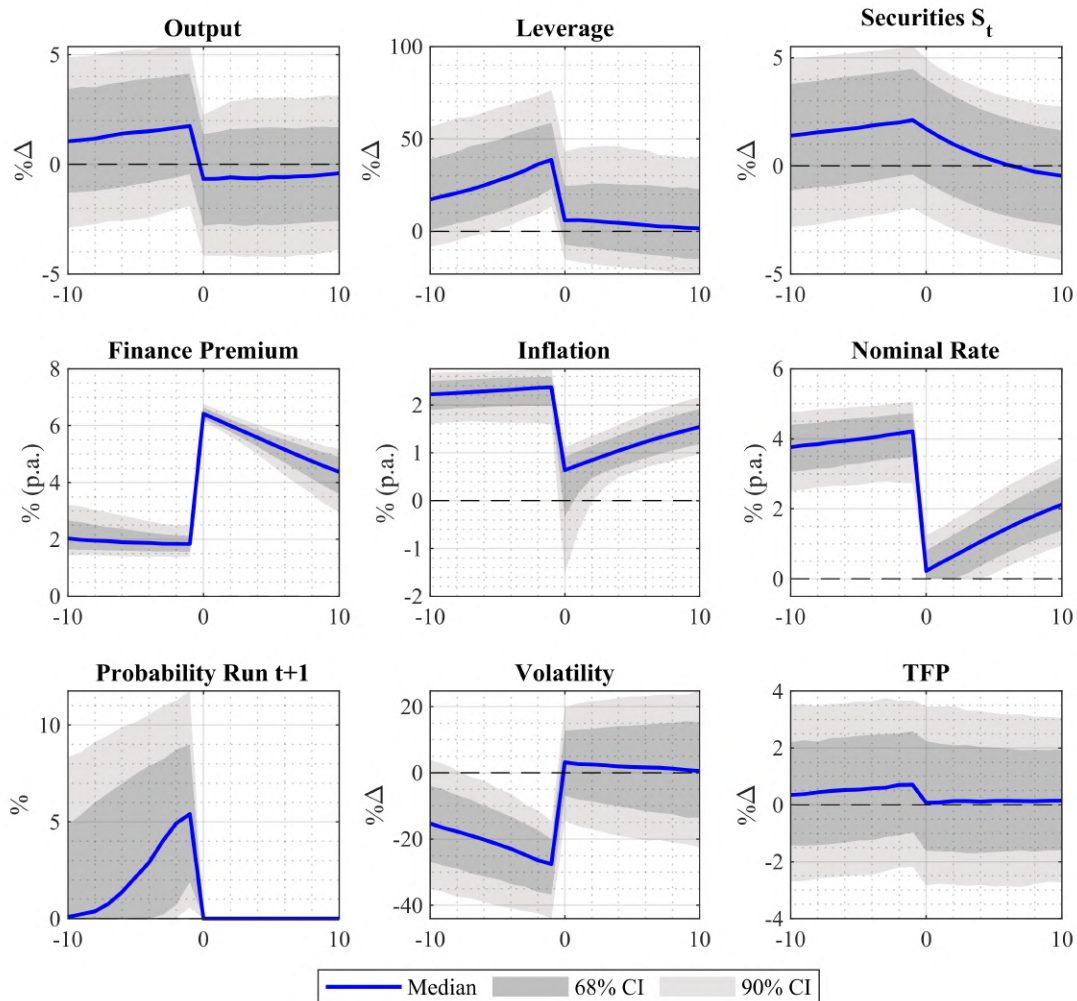 Output
Leverage
Securities S_t
%Δ
5
0
-5
-10 0 10
%Δ
100
50
0
-10 0 10
%Δ
5
0
-5
-10 0 10
Finance Premium
Inflation
Nominal Rate
% (p.a.)
8
6
4
2
0
-10 0 10
% (p.a.)
2
1
0
-1
-2
-10 0 10
% (p.a.)
6
4
2
0
-10 0 10
Probability Run t+1
Volatility
TFP
%
10
5
0
-10 0 10
%Δ
20
0
-20
-40
-10 0 10
%Δ
4
2
0
-2
-4
-10 0 10
Median 68% CI 90% CI